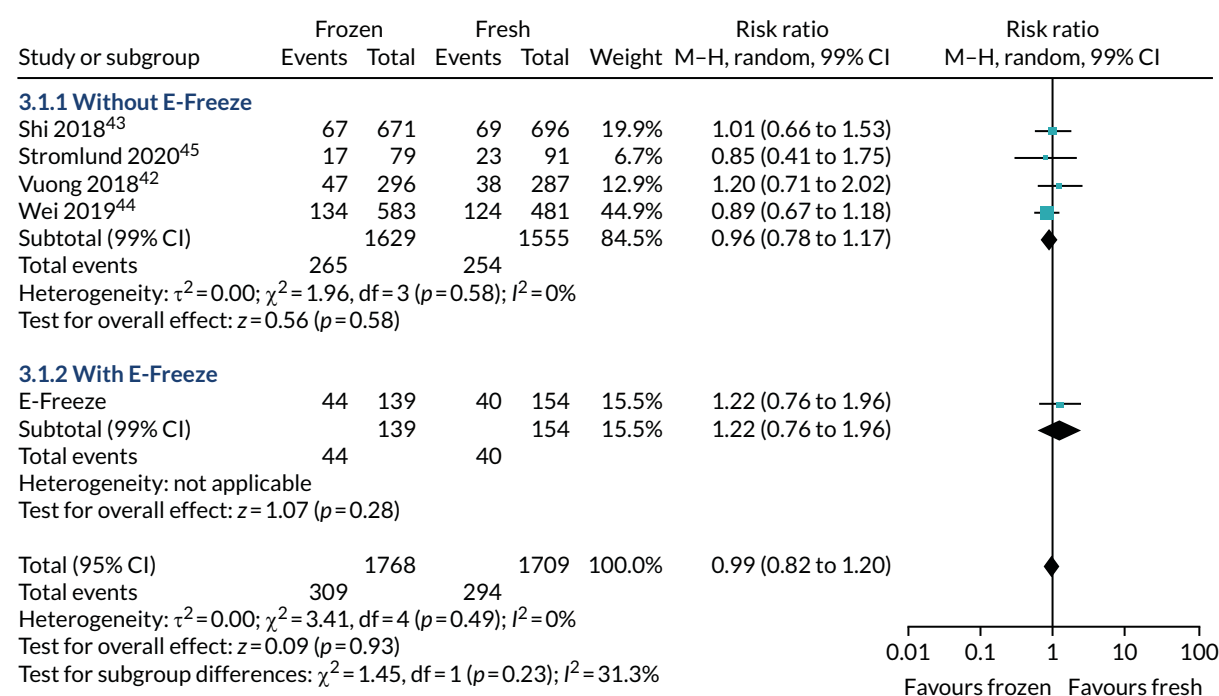 Frozen Fresh Risk ratio Risk ratio
Study or subgroup Events Total Events Total Weight M–H, random, 99% CI M–H, random, 99% CI
3.1.1 Without E-Freeze
Shi 2018⁴³ 67 671 69 696 19.9% 1.01 (0.66 to 1.53)
Stromlund 2020⁴⁵ 17 79 23 91 6.7% 0.85 (0.41 to 1.75)
Vuong 2018⁴² 47 296 38 287 12.9% 1.20 (0.71 to 2.02)
Wei 2019⁴⁴ 134 583 124 481 44.9% 0.89 (0.67 to 1.18)
Subtotal (99% CI) 1629 1555 84.5% 0.96 (0.78 to 1.17)
Total events 265 254
Heterogeneity: τ²=0.00; χ²=1.96, df=3 (p=0.58); I²=0%
Test for overall effect: z=0.56 (p=0.58)
3.1.2 With E-Freeze
E-Freeze 44 139 40 154 15.5% 1.22 (0.76 to 1.96)
Subtotal (99% CI) 139 154 15.5% 1.22 (0.76 to 1.96)
Total events 44 40
Heterogeneity: not applicable
Test for overall effect: z=1.07 (p=0.28)
Total (95% CI) 1768 1709 100.0% 0.99 (0.82 to 1.20)
Total events 309 294
Heterogeneity: τ²=0.00; χ²=3.41, df=4 (p=0.49); I²=0%
Test for overall effect: z=0.09 (p=0.93)
Test for subgroup differences: χ²=1.45, df=1 (p=0.23); I²=31.3%
0.01 0.1 1 10 100
Favours frozen Favours fresh